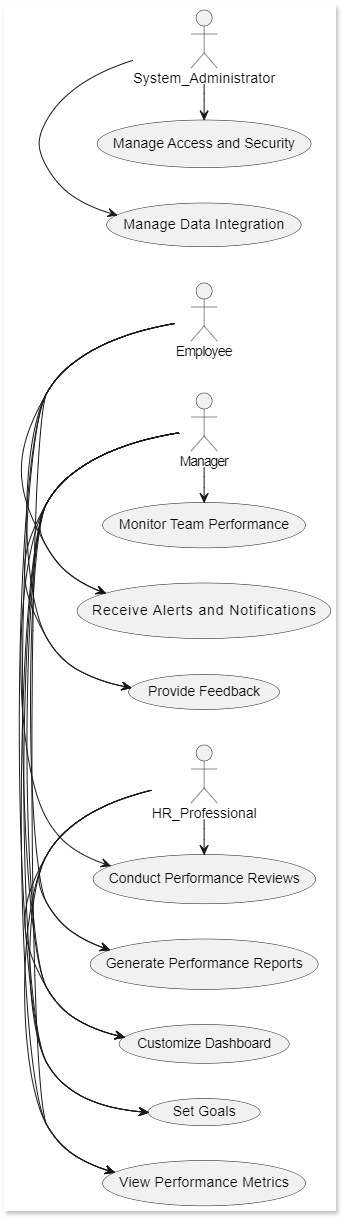 System_Administrator
Manage Access and Security
Manage Data Integration
Employee
Manager
Monitor Team Performance
Receive Alerts and Notifications
Provide Feedback
HR_Professional
Conduct Performance Reviews
Generate Performance Reports
Customize Dashboard
Set Goals
View Performance Metrics